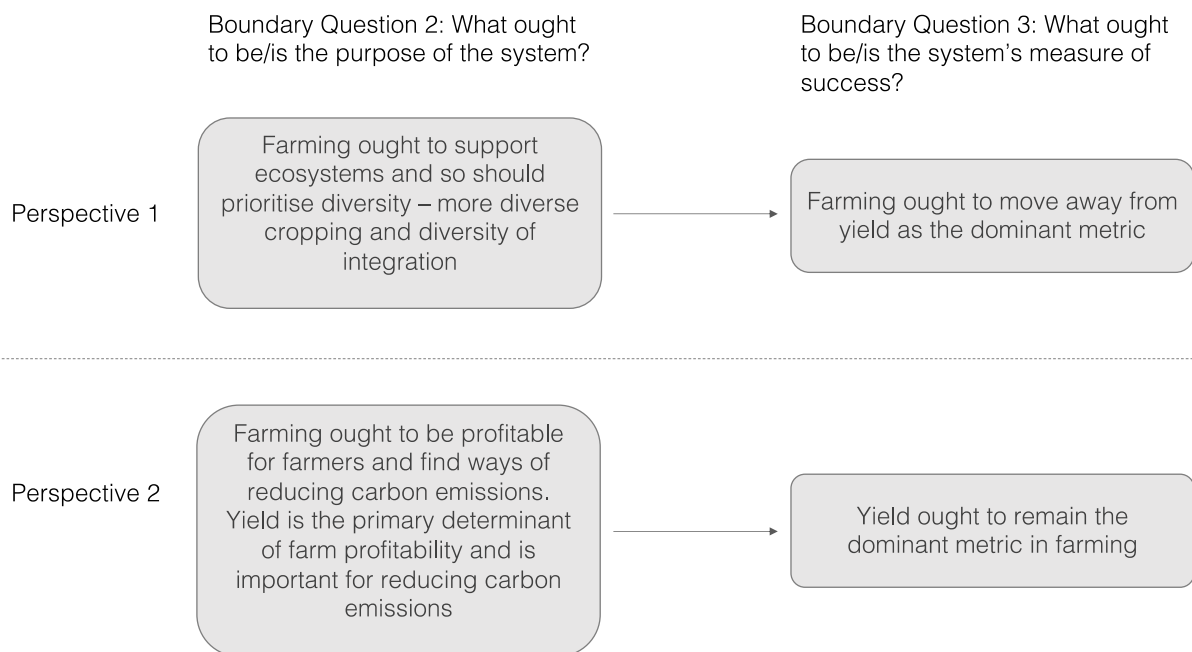 Boundary Question 2: What ought
to be/is the purpose of the system?
Boundary Question 3: What ought
to be/is the system’s measure of
success?
Perspective 1
Farming ought to support
ecosystems and so should
prioritise diversity – more diverse
cropping and diversity of
integration
Farming ought to move away from
yield as the dominant metric
Perspective 2
Farming ought to be profitable
for farmers and find ways of
reducing carbon emissions.
Yield is the primary determinant
of farm profitability and is
important for reducing carbon
emissions
Yield ought to remain the
dominant metric in farming